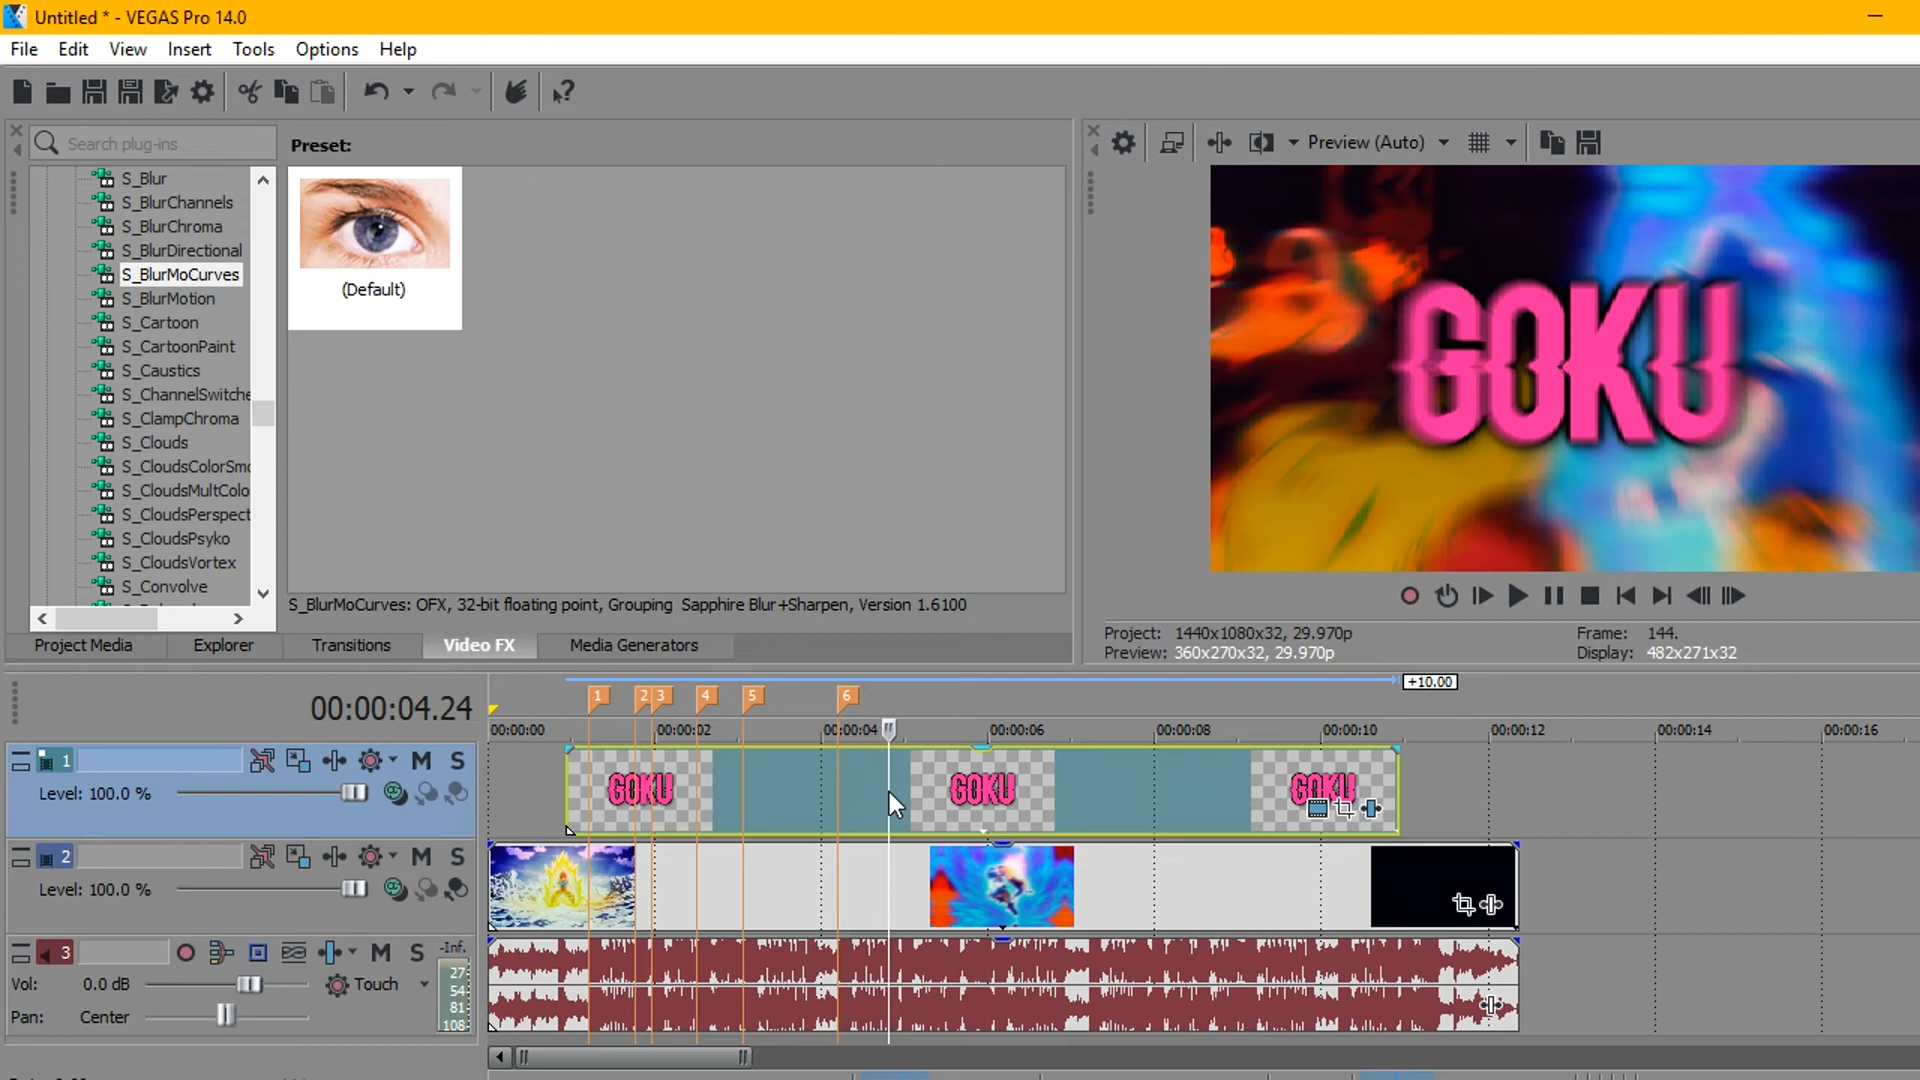 Untitled * - VEGAS Pro 14.0
File Edit View Insert Tools Options Help
Search plug-ins
Preset:
S_Blur
S_BlurChannels
S_BlurChroma
S_BlurDirectional
S_BlurMoCurves
S_BlurMotion
S_Cartoon
S_CartoonPaint
S_Caustics
S_ChannelSwitche
S_ClampChroma
S_Clouds
S_CloudsColorSmo
S_CloudsMultColo
S_CloudsPerspect
S_CloudsPsyko
S_CloudsVortex
S_Convolve
(Default)
S_BlurMoCurves: OFX, 32-bit floating point, Grouping Sapphire Blur+Sharpen, Version 1.6100
Project Media Explorer Transitions Video FX Media Generators
Preview (Auto)
GOKU
Project: 1440x1080x32, 29.970p
Preview: 360x270x32, 29.970p
Frame: 144.
Display: 482x271x32
00:00:04.24
+10.00
1 2 3 4 5 6
00:00:00 00:00:02 00:00:04 00:00:06 00:00:08 00:00:10 00:00:12 00:00:14 00:00:16
1 M S
Level: 100.0 %
GOKU GOKU GOKU
2 M S
Level: 100.0 %
3 M S
-Inf.
27
54
81
108
Vol: 0.0 dB Touch
Pan: Center